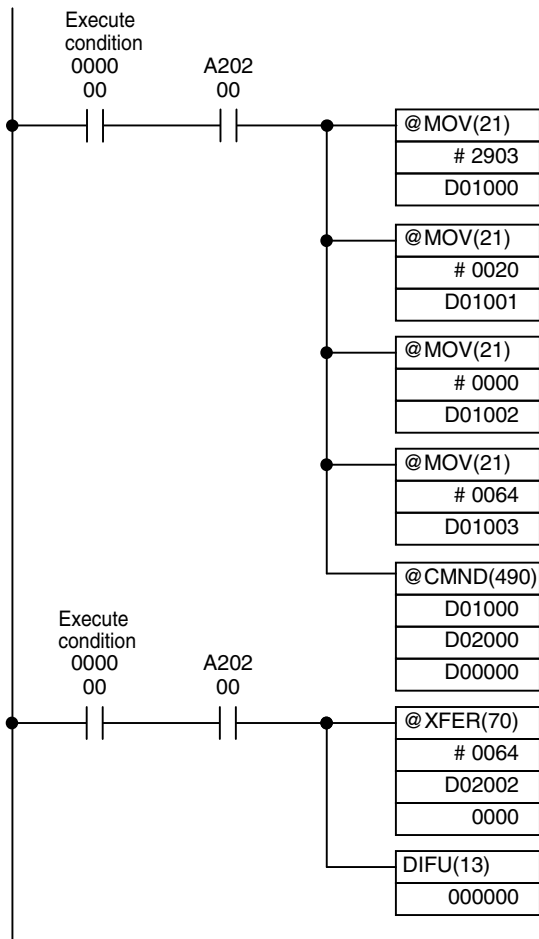 Execute
condition
0000 A202
00 00
@MOV(21)
# 2903
D01000
@MOV(21)
# 0020
D01001
@MOV(21)
# 0000
D01002
@MOV(21)
# 0064
D01003
@CMND(490)
D01000
D02000
D00000
Execute
condition
0000 A202
00 00
@XFER(70)
# 0064
D02002
0000
DIFU(13)
000000